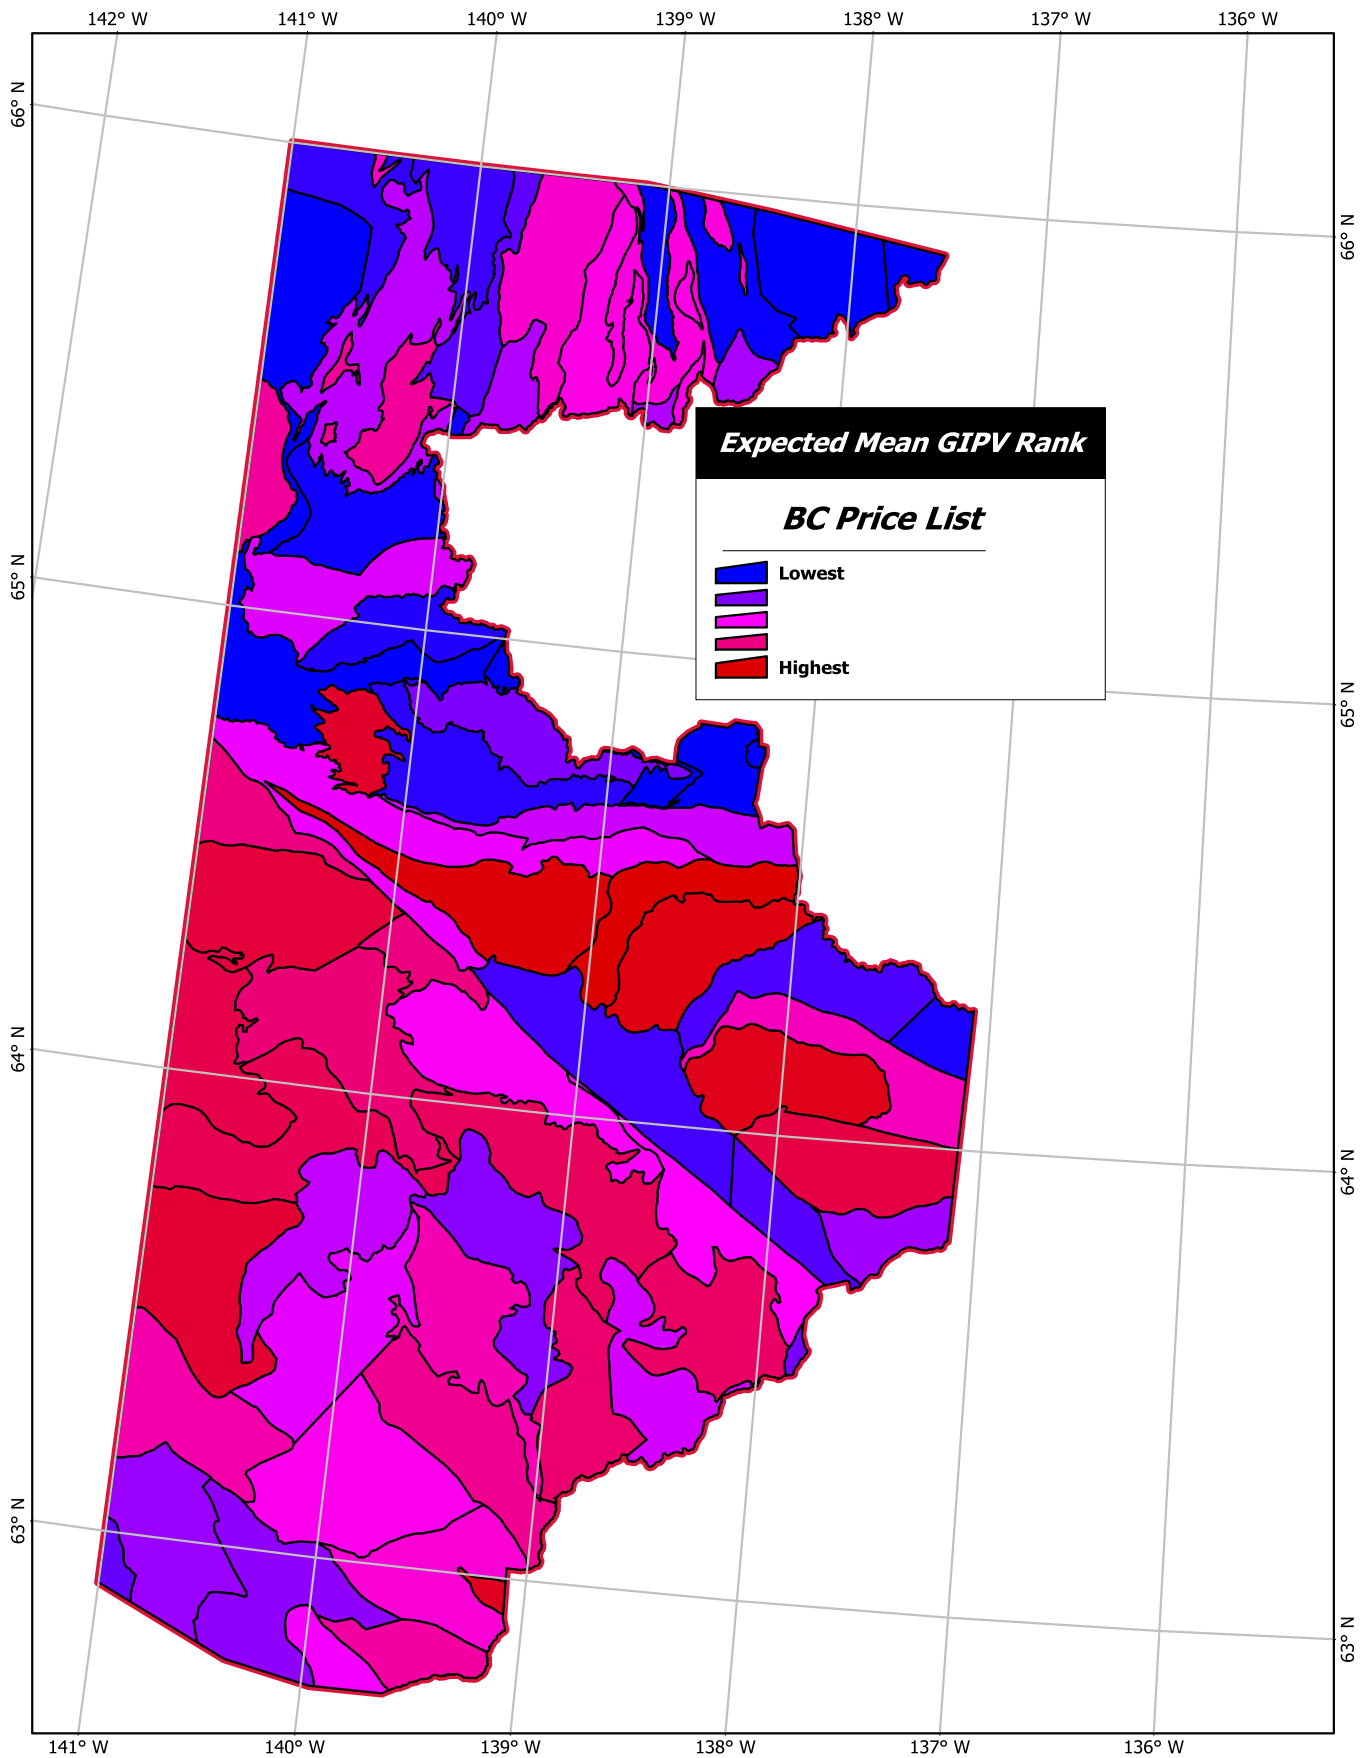 142° W 141° W 140° W 139° W 138° W 137° W 136° W
66° N
66° N
Expected Mean GIPV Rank
BC Price List
Lowest
Highest
65° N
65° N
64° N
64° N
63° N
63° N
141° W 140° W 139° W 138° W 137° W 136° W